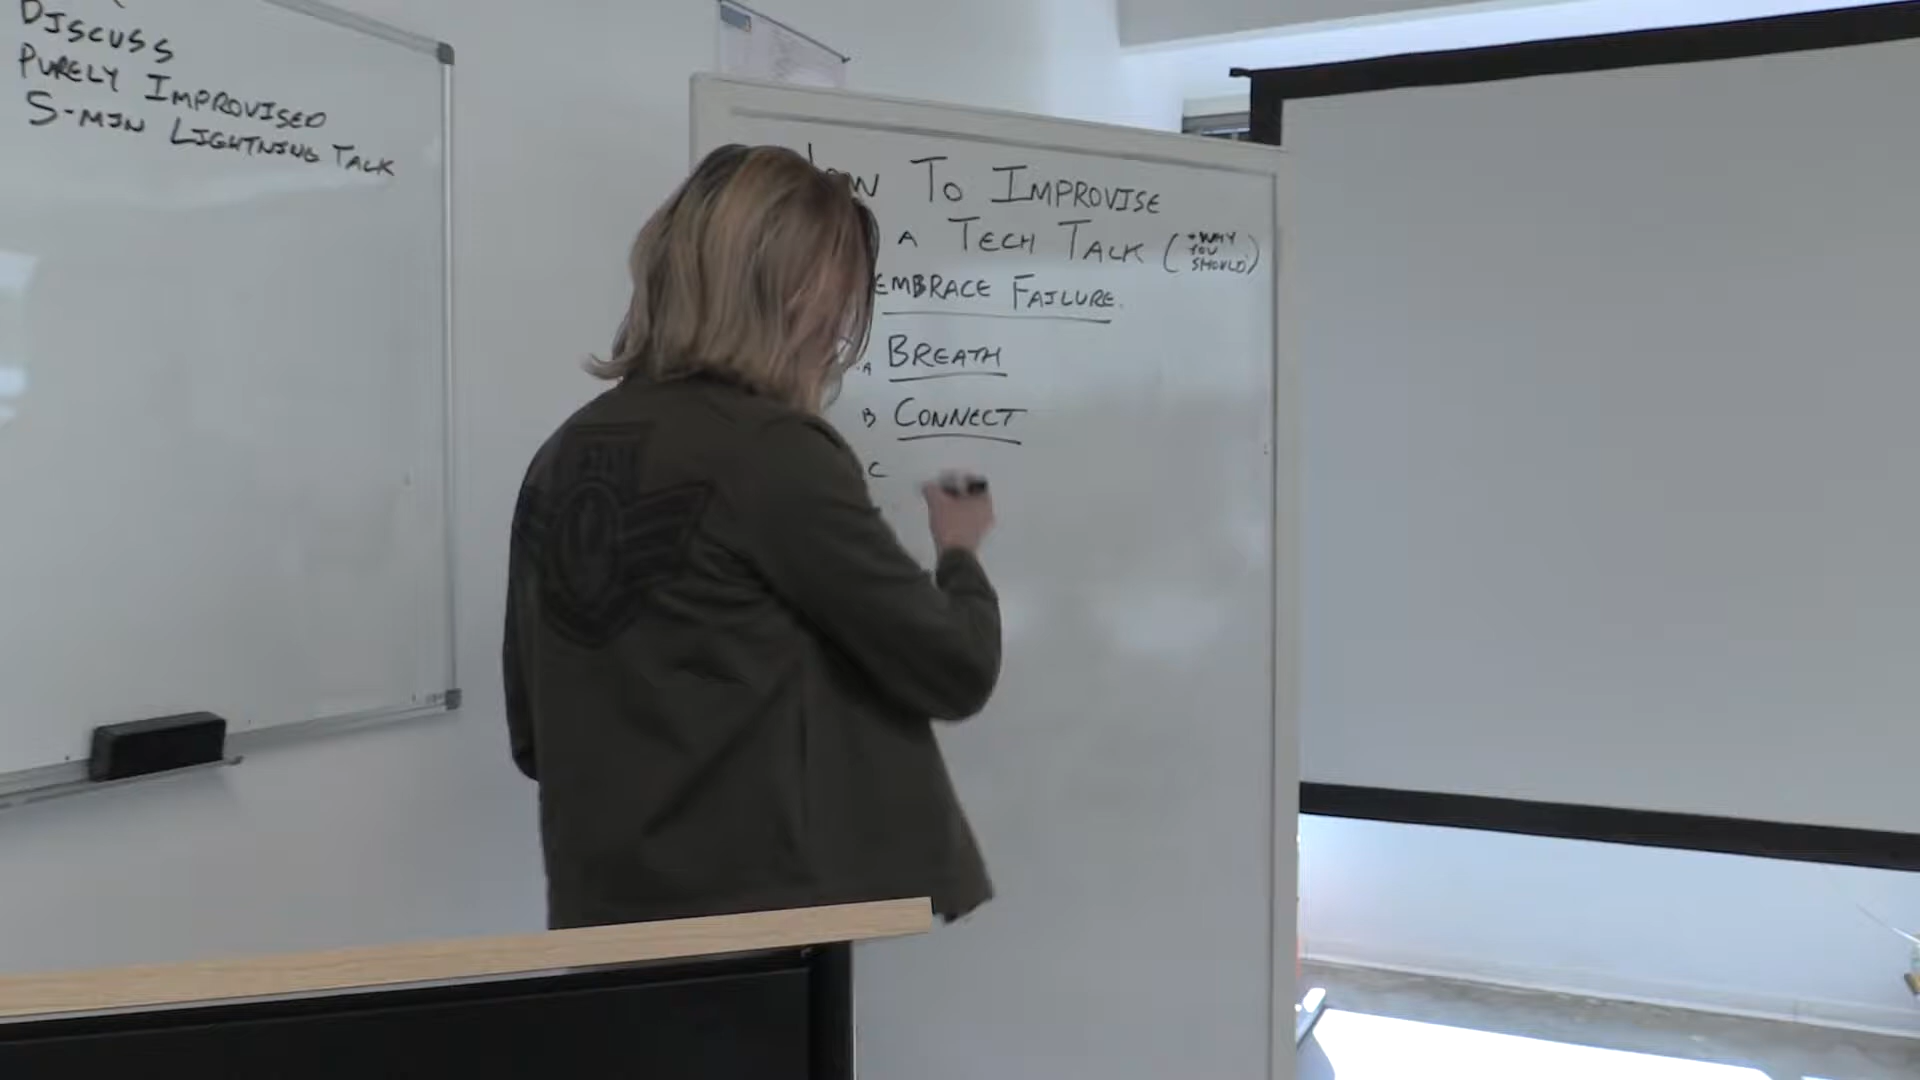 DISCUSS
PURELY IMPROVISED
5-MIN LIGHTNING TALK
TO IMPROVISE
A TECH TALK (+ WHY
YOU
SHOULD)
EMBRACE FAILURE.
A BREATH
B CONNECT
C